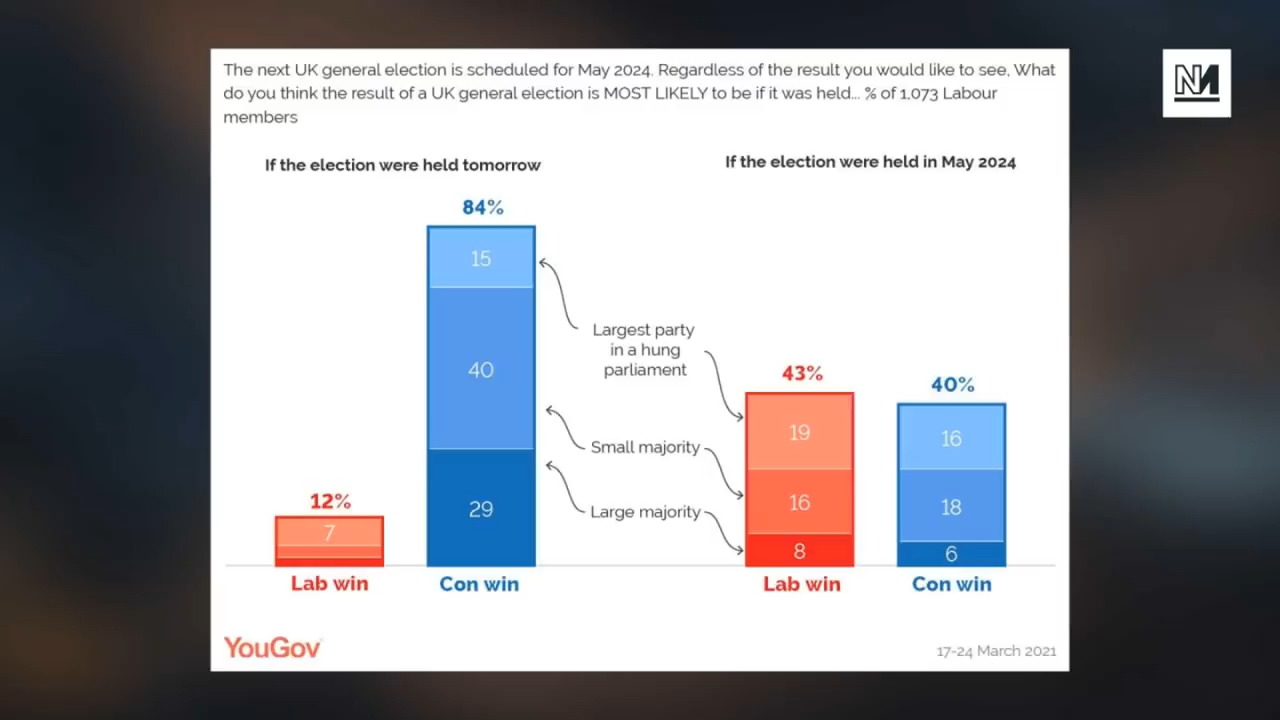 The next UK general election is scheduled for May 2024. Regardless of the result you would like to see, What
do you think the result of a UK general election is MOST LIKELY to be if it was held... % of 1,073 Labour
members
If the election were held tomorrow
If the election were held in May 2024
84%
15
40
29
12%
7
Lab win
Con win
Largest party
in a hung
parliament
Small majority
Large majority
43%
19
16
8
40%
16
18
6
Lab win
Con win
YouGov
17-24 March 2021
NM